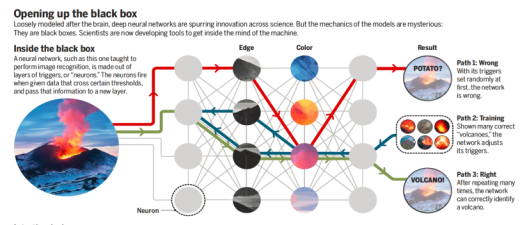 Opening up the black box
Loosely modeled after the brain, deep neural networks are spurring innovation across science. But the mechanics of the models are mysterious:
They are black boxes. Scientists are now developing tools to get inside the mind of the machine.
Inside the black box
A neural network, such as this one taught to
perform image recognition, is made out of
layers of triggers, or “neurons.” The neurons fire
when given data that cross certain thresholds,
and pass that information to a new layer.
Edge
Color
Result
POTATO?
Path 1: Wrong
With its triggers
set randomly at
first, the network
is wrong.
Path 2: Training
Shown many correct
“volcanoes,” the
network adjusts
its triggers.
VOLCANO!
Path 3: Right
After repeating many
times, the network
can correctly identify
a volcano.
Neuron